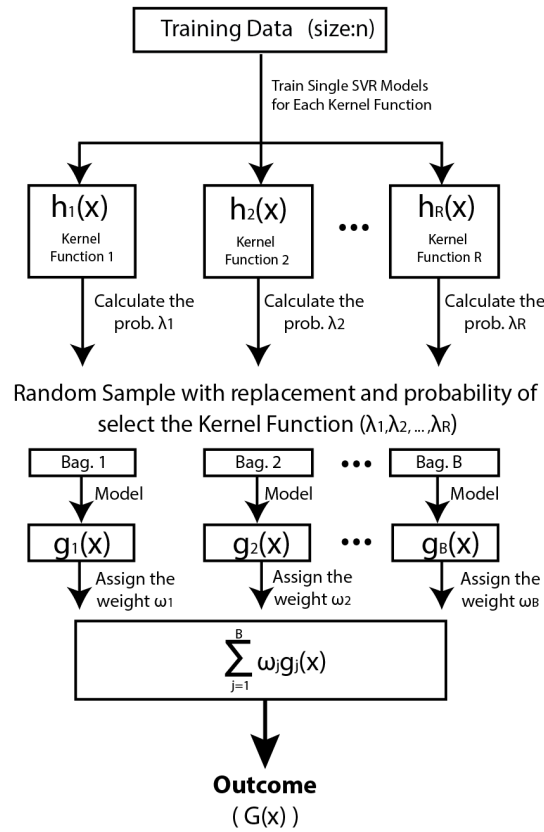 Training Data (size:n)
Train Single SVR Models
for Each Kernel Function
h₁(x)
Kernel
Function 1
h₂(x)
Kernel
Function 2
•••
hR(x)
Kernel
Function R
Calculate the
prob. λ₁
Calculate the
prob. λ₂
Calculate the
prob. λR
Random Sample with replacement and probability of
select the Kernel Function (λ₁,λ₂, ... ,λR)
Bag. 1
Bag. 2
•••
Bag. B
Model
Model
Model
g₁(x)
g₂(x)
•••
gB(x)
Assign the
weight ω₁
Assign the
weight ω₂
Assign the
weight ωB
B
∑ ωⱼgⱼ(x)
j=1
Outcome
( G(x) )